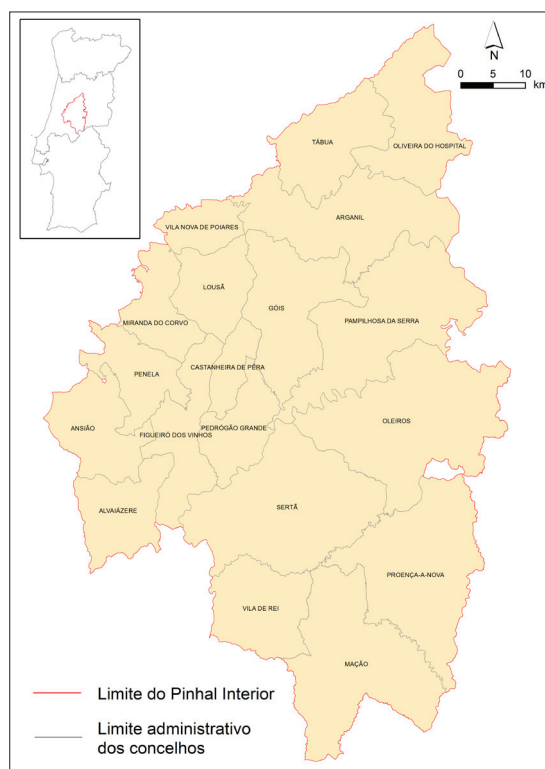 N
0 5 10
km
TÁBUA
OLIVEIRA DO HOSPITAL
ARGANIL
VILA NOVA DE POIARES
LOUSÃ
GÓIS
MIRANDA DO CORVO
PAMPILHOSA DA SERRA
PENELA
CASTANHEIRA DE PÊRA
OLEIROS
ANSIÃO
FIGUEIRÓ DOS VINHOS
PEDRÓGÃO GRANDE
ALVAIÁZERE
SERTÃ
PROENÇA-A-NOVA
VILA DE REI
MAÇÃO
Limite do Pinhal Interior
Limite administrativo
dos concelhos